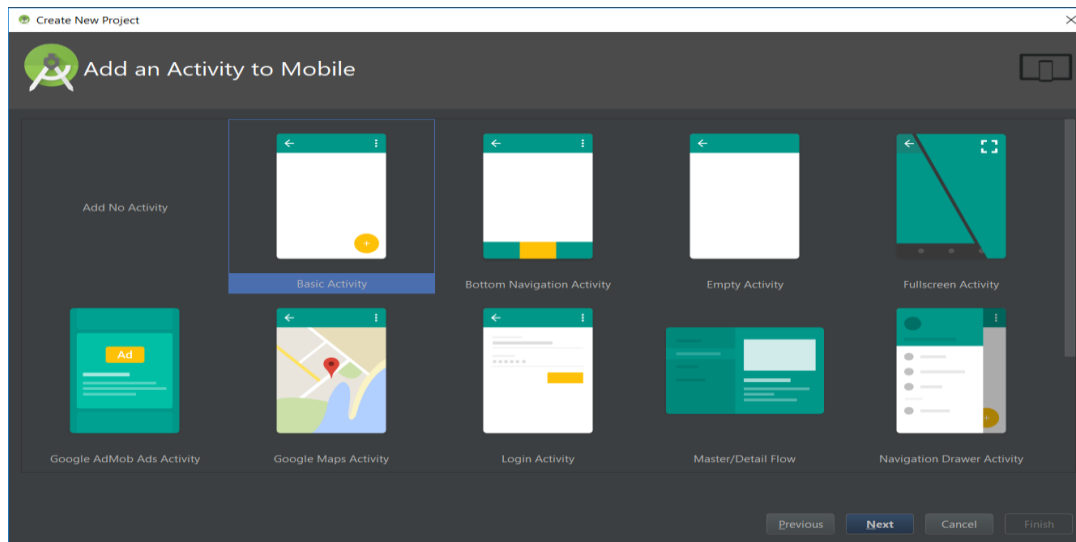 Create New Project
Add an Activity to Mobile
Add No Activity
Basic Activity
Bottom Navigation Activity
Empty Activity
Fullscreen Activity
Ad
Google AdMob Ads Activity
Google Maps Activity
Login Activity
Master/Detail Flow
Navigation Drawer Activity
Previous
Next
Cancel
Finish